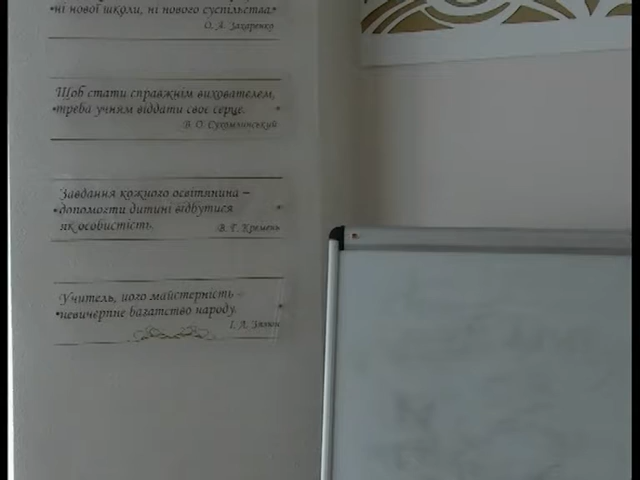 ні нової школи, ні нового суспільства.
О. А. Захаренко
Щоб стати справжнім вихователем,
треба учням віддати своє серце.
В. О. Сухомлинський
Завдання кожного освітянина –
допомогти дитині відбутися
як особистість.
В. Г. Кремень
Учитель, його майстерність –
невичерпне багатство народу.
І. А. Зязюн